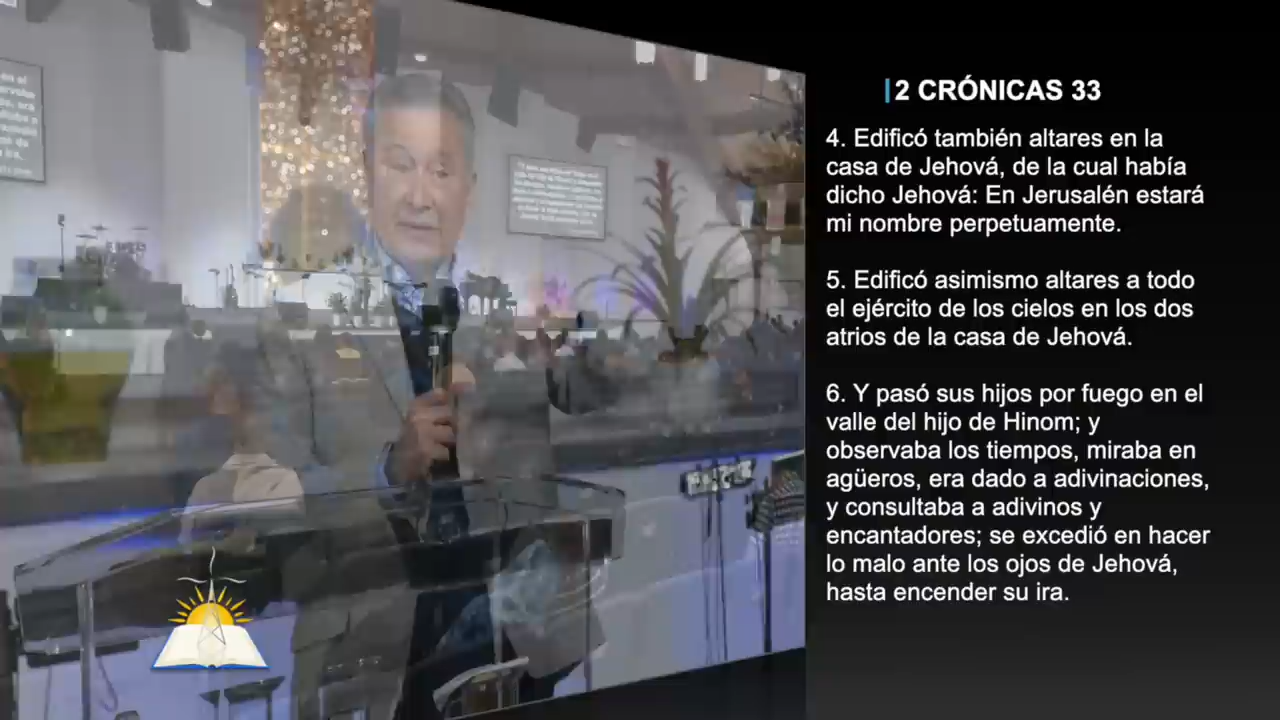 2 CRÓNICAS 33
4. Edificó también altares en la
casa de Jehová, de la cual había
dicho Jehová: En Jerusalén estará
mi nombre perpetuamente.
5. Edificó asimismo altares a todo
el ejército de los cielos en los dos
atrios de la casa de Jehová.
6. Y pasó sus hijos por fuego en el
valle del hijo de Hinom; y
observaba los tiempos, miraba en
agüeros, era dado a adivinaciones,
y consultaba a adivinos y
encantadores; se excedió en hacer
lo malo ante los ojos de Jehová,
hasta encender su ira.